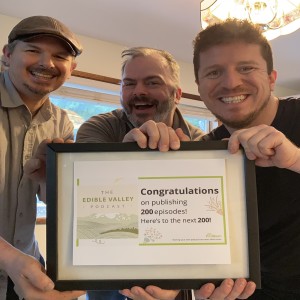 THE
EDIBLE VALLEY
PODCAST
Congratulations
on publishing
200 episodes!
Here's to the next 200!